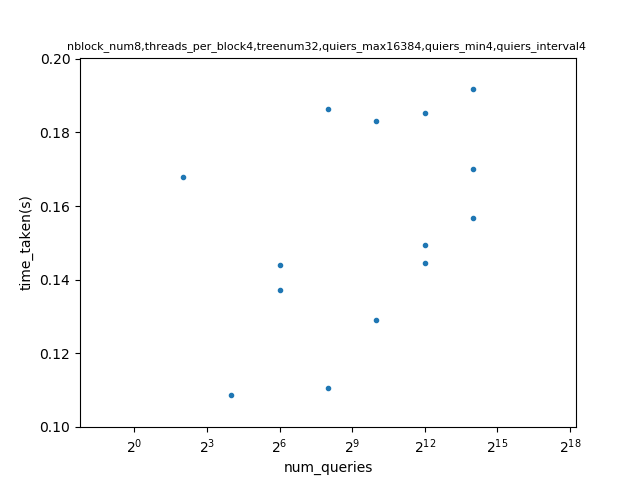 nblock_num8,threads_per_block4,treenum32,quiers_max16384,quiers_min4,quiers_interval4
0.20
0.18
0.16
0.14
0.12
0.10
time_taken(s)
2^0 2^3 2^6 2^9 2^12 2^15 2^18
num_queries